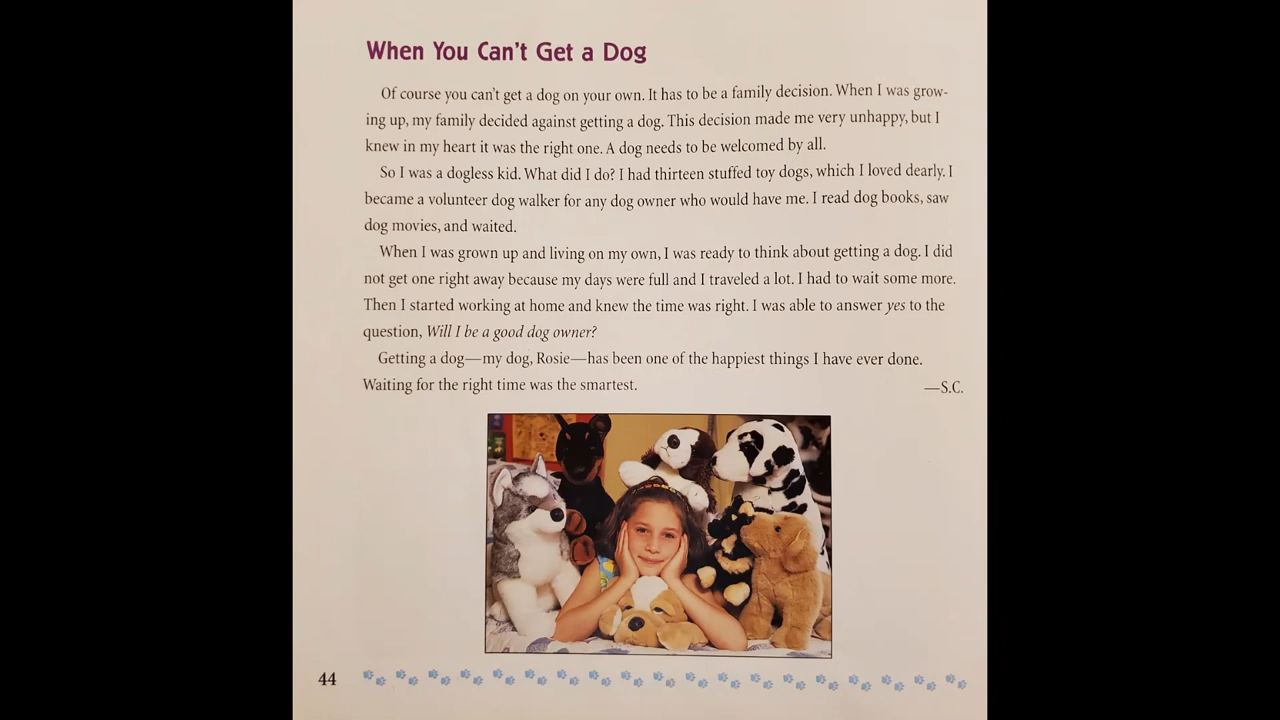 When You Can't Get a Dog
Of course you can't get a dog on your own. It has to be a family decision. When I was grow-
ing up, my family decided against getting a dog. This decision made me very unhappy, but I
knew in my heart it was the right one. A dog needs to be welcomed by all.
So I was a dogless kid. What did I do? I had thirteen stuffed toy dogs, which I loved dearly. I
became a volunteer dog walker for any dog owner who would have me. I read dog books, saw
dog movies, and waited.
When I was grown up and living on my own, I was ready to think about getting a dog. I did
not get one right away because my days were full and I traveled a lot. I had to wait some more.
Then I started working at home and knew the time was right. I was able to answer yes to the
question, Will I be a good dog owner?
Getting a dog—my dog, Rosie—has been one of the happiest things I have ever done.
Waiting for the right time was the smartest. —S.C.
44